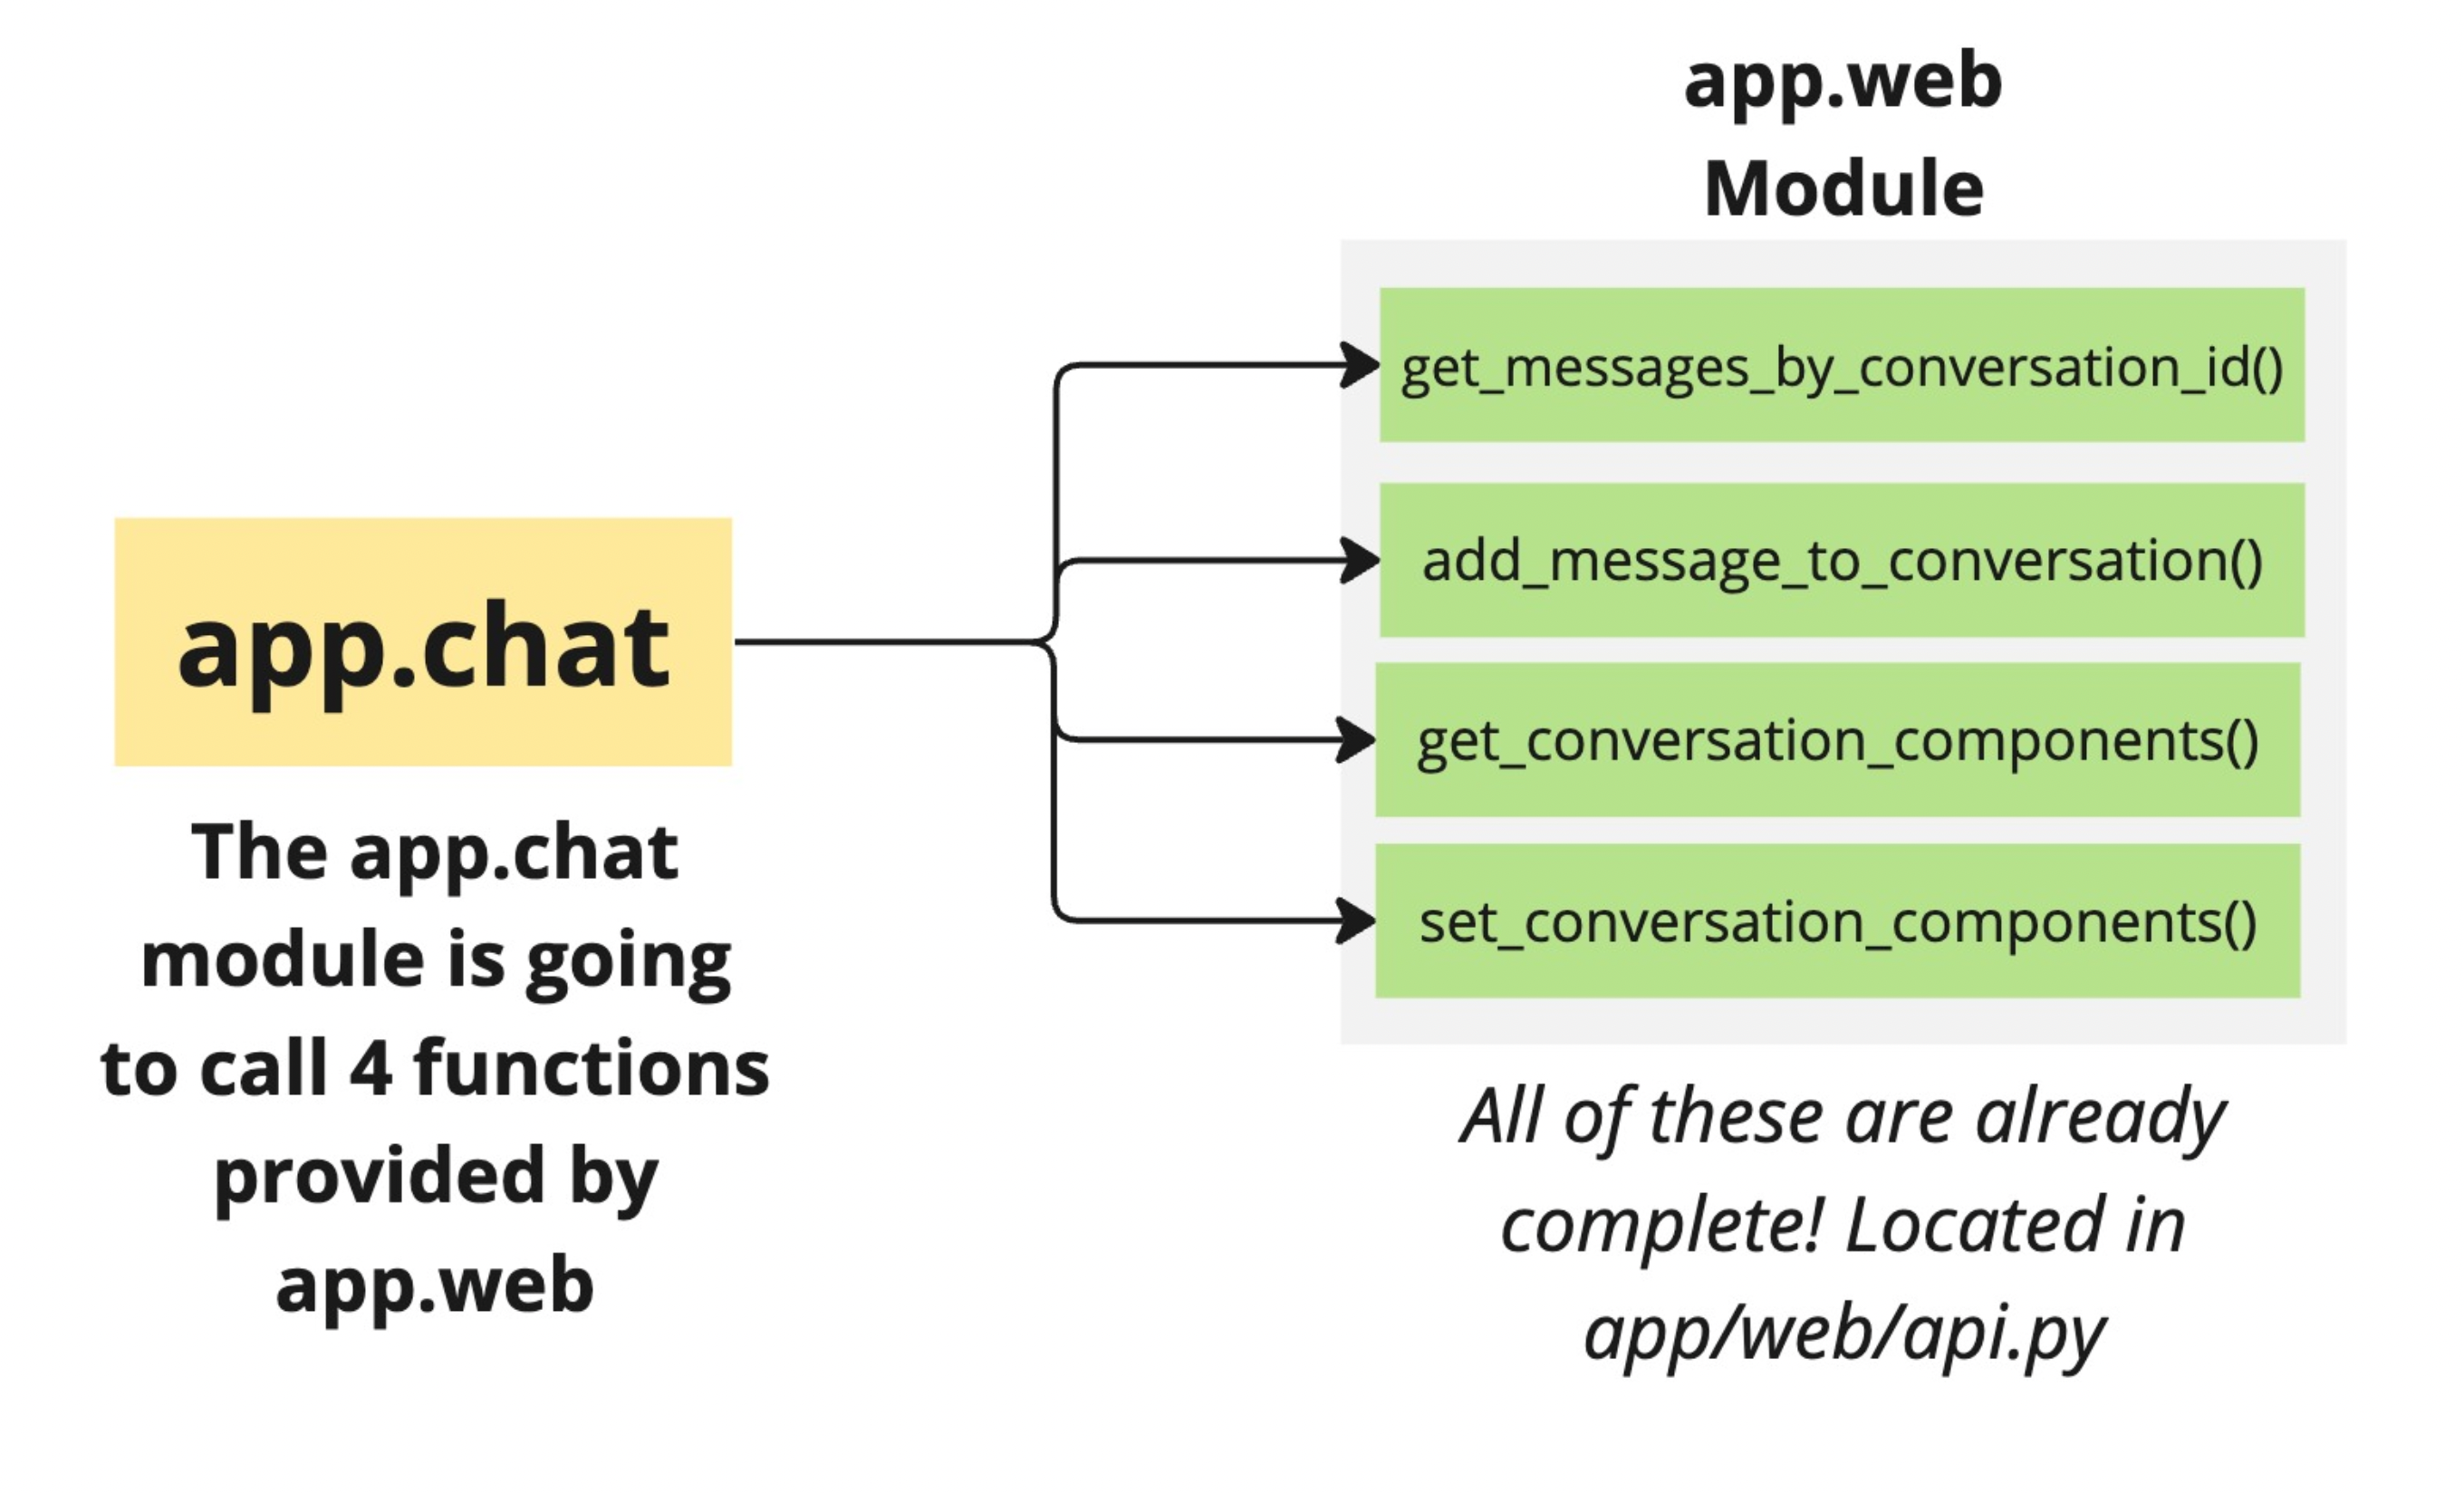 app.web
Module
get_messages_by_conversation_id()
add_message_to_conversation()
app.chat
get_conversation_components()
set_conversation_components()
The app.chat
module is going
to call 4 functions
provided by
app.web
All of these are already
complete! Located in
app/web/api.py